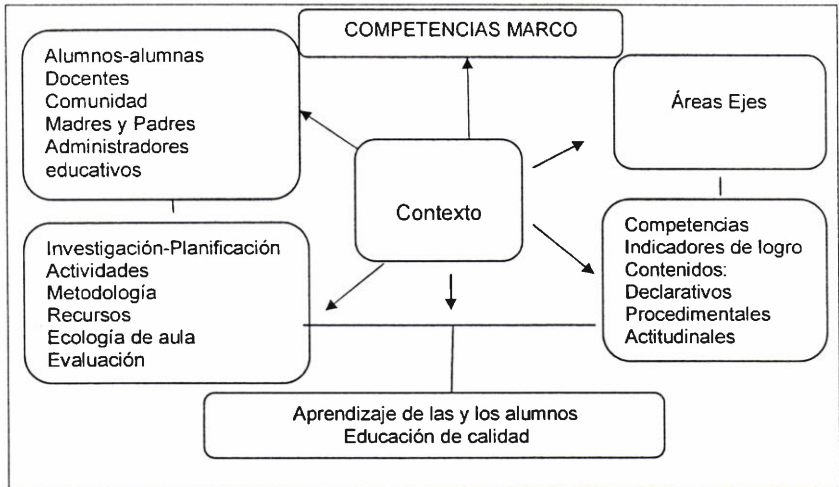 COMPETENCIAS MARCO
Alumnos-alumnas
Docentes
Comunidad
Madres y Padres
Administradores
educativos
Áreas Ejes
Contexto
Investigación-Planificación
Actividades
Metodología
Recursos
Ecología de aula
Evaluación
Competencias
Indicadores de logro
Contenidos:
Declarativos
Procedimentales
Actitudinales
Aprendizaje de las y los alumnos
Educación de calidad